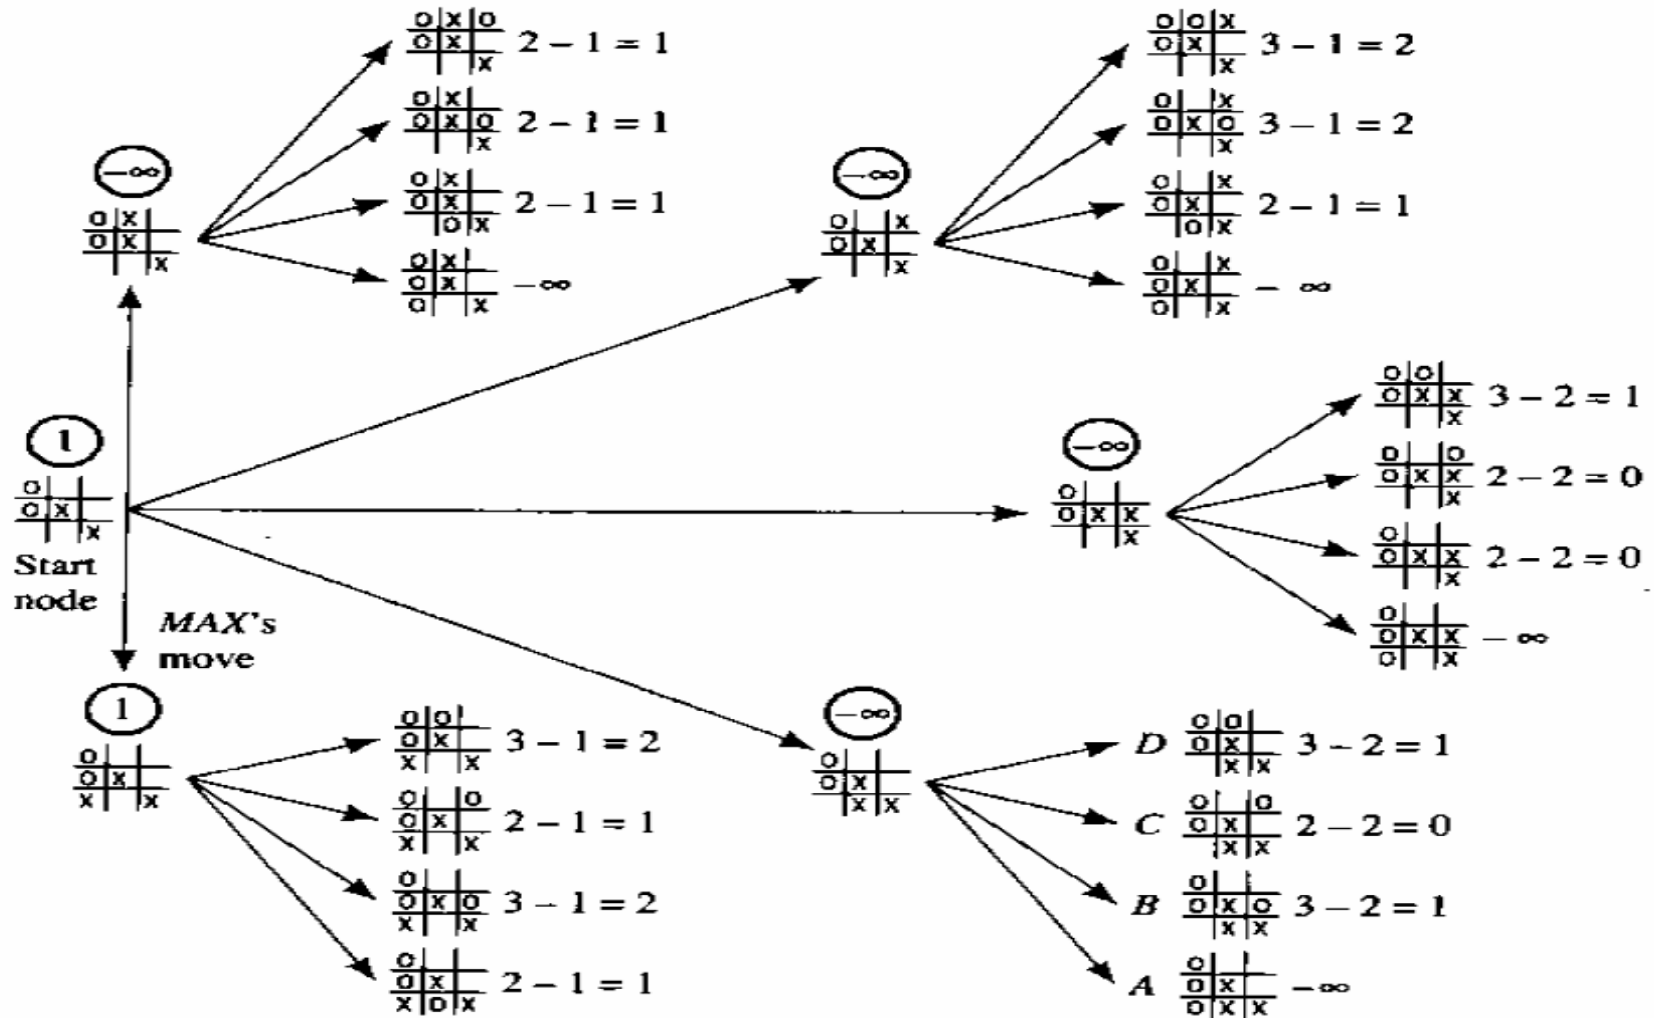 O X O
O X 2 – 1 = 1
X
O X
O X O 2 – 1 = 1
X
O X
O X 2 – 1 = 1
O X
O X
O X –∞
O X
–∞
O X
O X
X
O O X
O X 3 – 1 = 2
X
O X
O X O 3 – 1 = 2
X
O X
O X 2 – 1 = 1
O X
O X
O X – ∞
O X
–∞
O X
O X
X
1
O
O X
X
Start
node
MAX's
move
–∞
O
O X X
X
O O
O X X 3 – 2 = 1
X
O O
O X X 2 – 2 = 0
X
O
O X X 2 – 2 = 0
X
O
O X X – ∞
O X
1
O
O X
X X
O O
O X 3 – 1 = 2
X X
O O
O X 2 – 1 = 1
X X
O
O X O 3 – 1 = 2
X X
O
O X 2 – 1 = 1
X O X
–∞
O
O X
X X
O O
D O X 3 – 2 = 1
X X
O O
C O X 2 – 2 = 0
X X
O
B O X O 3 – 2 = 1
X X
O
A O X –∞
O X X